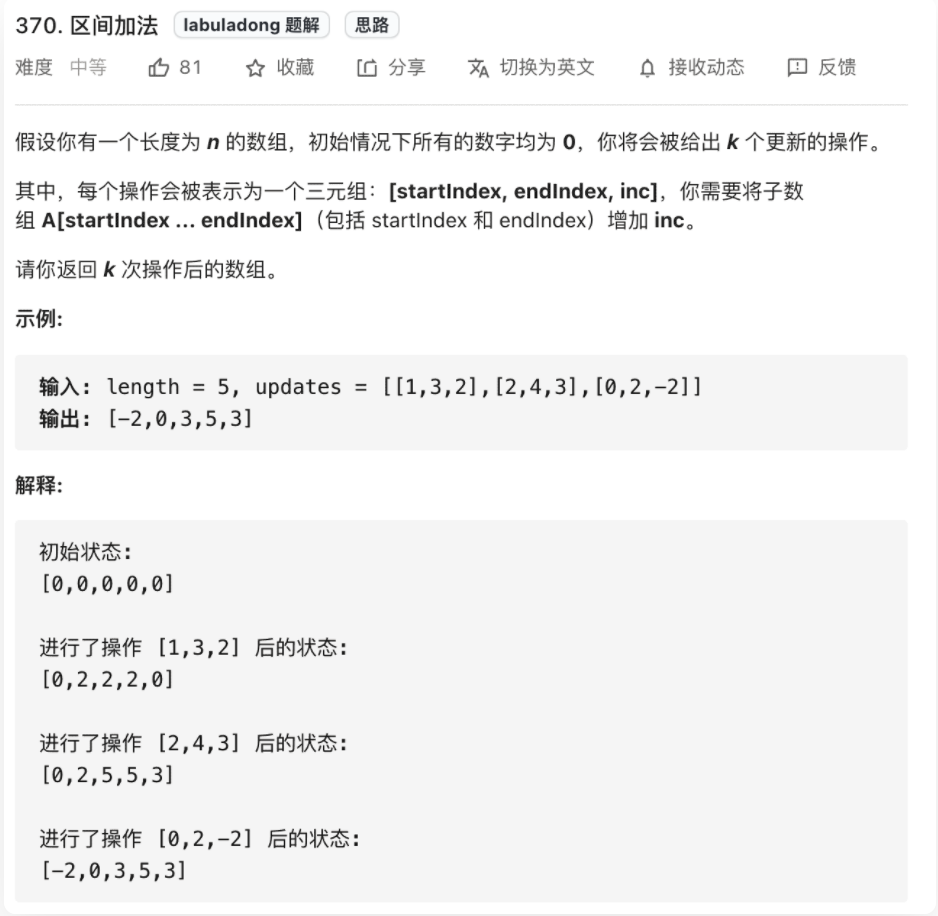 370. 区间加法 labuladong 题解 思路
难度 中等 81 收藏 分享 切换为英文 接收动态 反馈
假设你有一个长度为 n 的数组，初始情况下所有的数字均为 0，你将会被给出 k 个更新的操作。
其中，每个操作会被表示为一个三元组：[startIndex, endIndex, inc]，你需要将子数
组 A[startIndex ... endIndex]（包括 startIndex 和 endIndex）增加 inc。
请你返回 k 次操作后的数组。
示例:
输入: length = 5, updates = [[1,3,2],[2,4,3],[0,2,-2]]
输出: [-2,0,3,5,3]
解释:
初始状态:
[0,0,0,0,0]
进行了操作 [1,3,2] 后的状态:
[0,2,2,2,0]
进行了操作 [2,4,3] 后的状态:
[0,2,5,5,3]
进行了操作 [0,2,-2] 后的状态:
[-2,0,3,5,3]